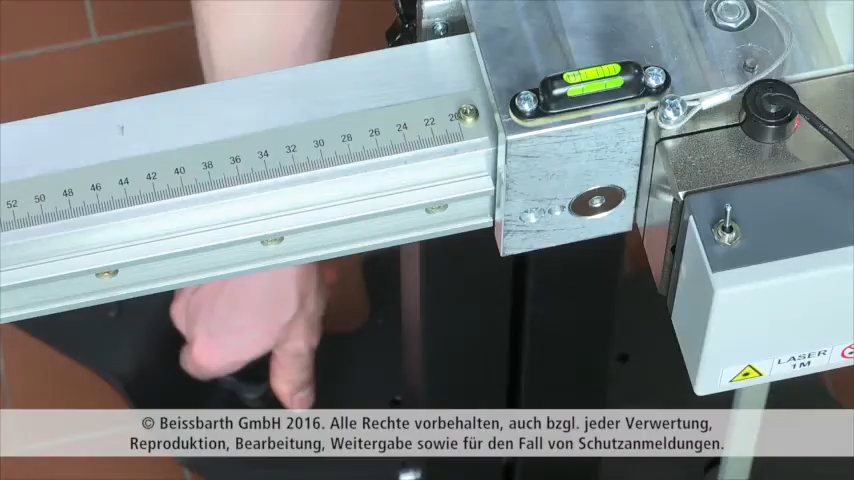 52 50 48 46 44 42 40 38 36 34 32 30 28 26 24 22 20
LASER
1M
© Beissbarth GmbH 2016. Alle Rechte vorbehalten, auch bzgl. jeder Verwertung,
Reproduktion, Bearbeitung, Weitergabe sowie für den Fall von Schutzanmeldungen.